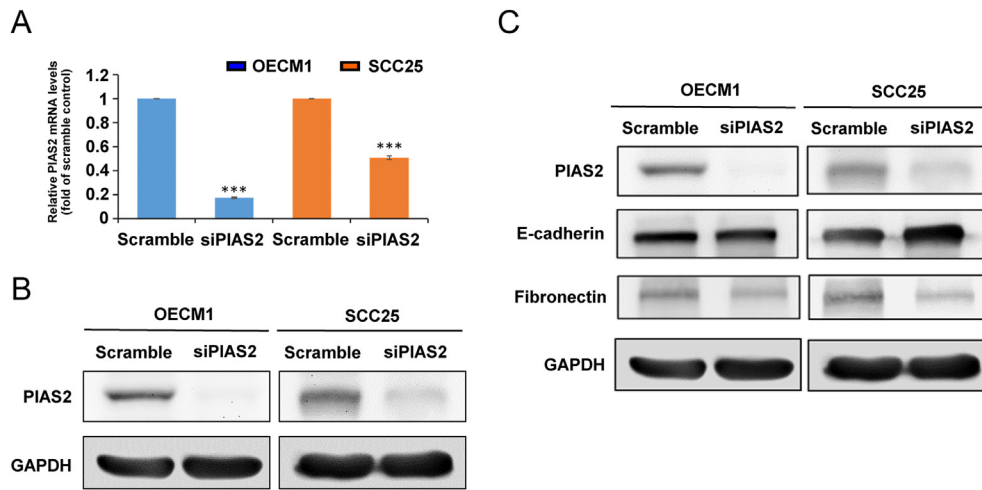 A
Relative PIAS2 mRNA levels
(fold of scramble control)
OECM1 SCC25
1.2
1
0.8
0.6
0.4
0.2
0
*** ***
Scramble siPIAS2 Scramble siPIAS2
B
OECM1 SCC25
Scramble siPIAS2 Scramble siPIAS2
PIAS2
GAPDH
C
OECM1 SCC25
Scramble siPIAS2 Scramble siPIAS2
PIAS2
E-cadherin
Fibronectin
GAPDH